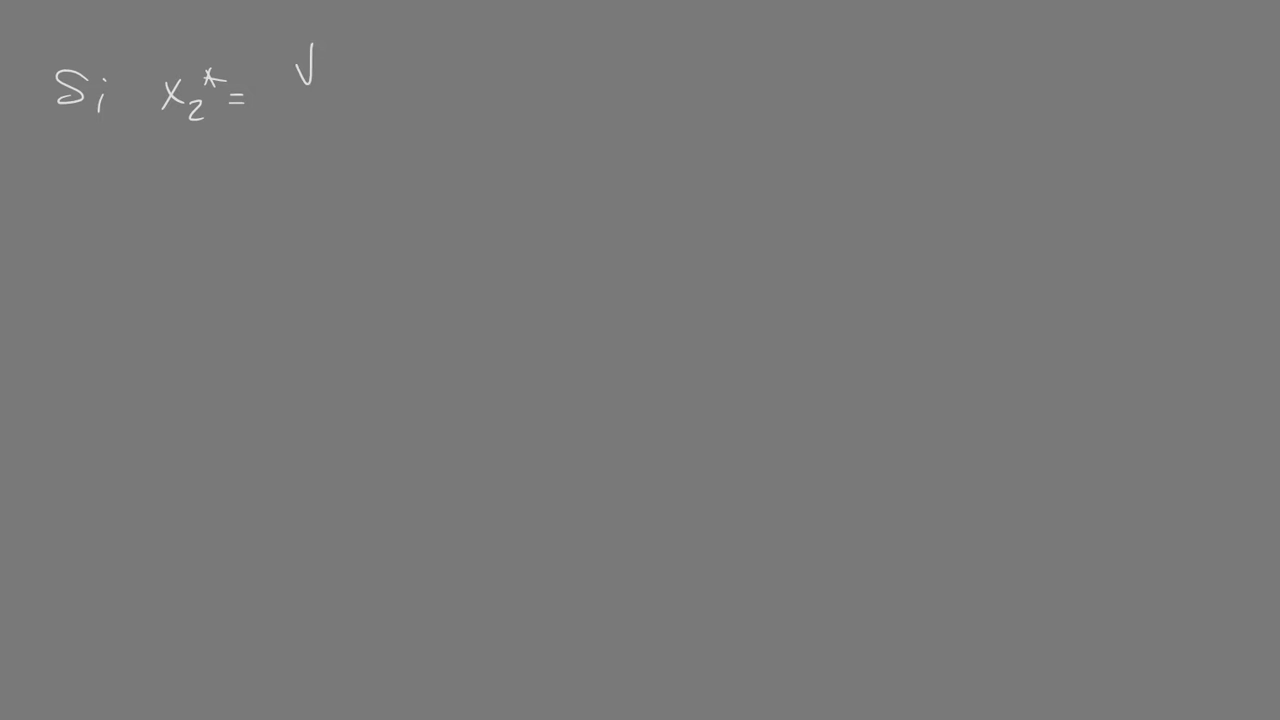 Si x₂* = √